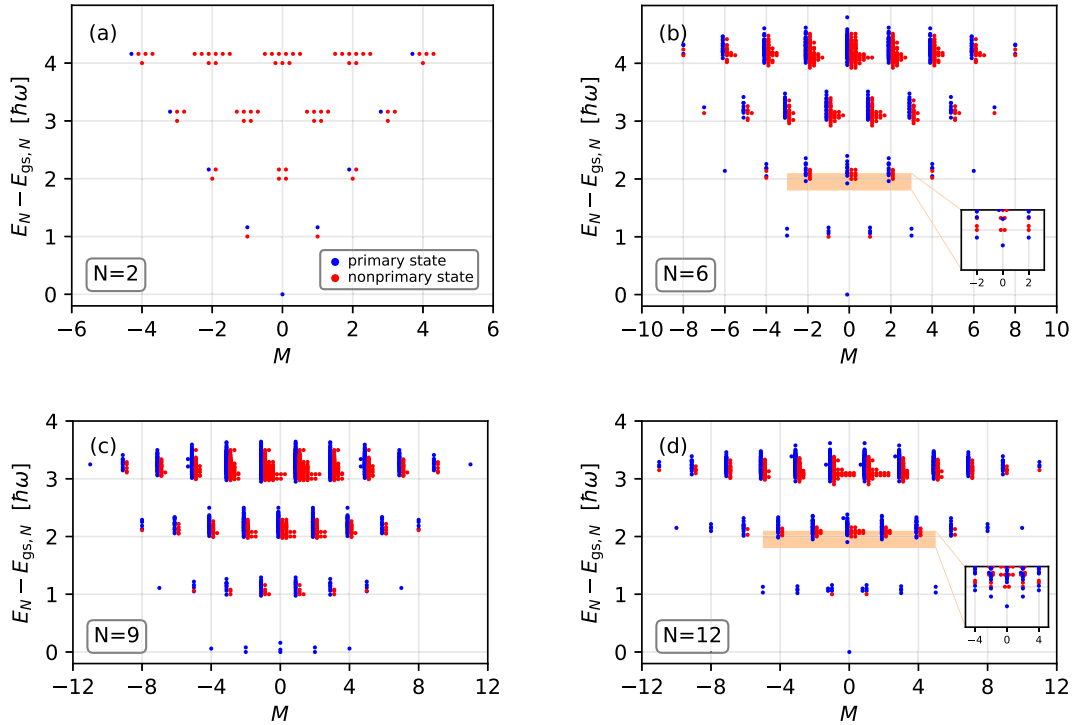 (a)
E_N − E_gs,N [ħω]
4
3
2
1
0
−6 −4 −2 0 2 4 6
M
N=2
primary state
nonprimary state
(b)
E_N − E_gs,N [ħω]
5
4
3
2
1
0
−10 −8 −6 −4 −2 0 2 4 6 8 10
M
N=6
−2 0 2
(c)
E_N − E_gs,N [ħω]
4
3
2
1
0
−12 −8 −4 0 4 8 12
M
N=9
(d)
E_N − E_gs,N [ħω]
4
3
2
1
0
−12 −8 −4 0 4 8 12
M
N=12
−4 0 4